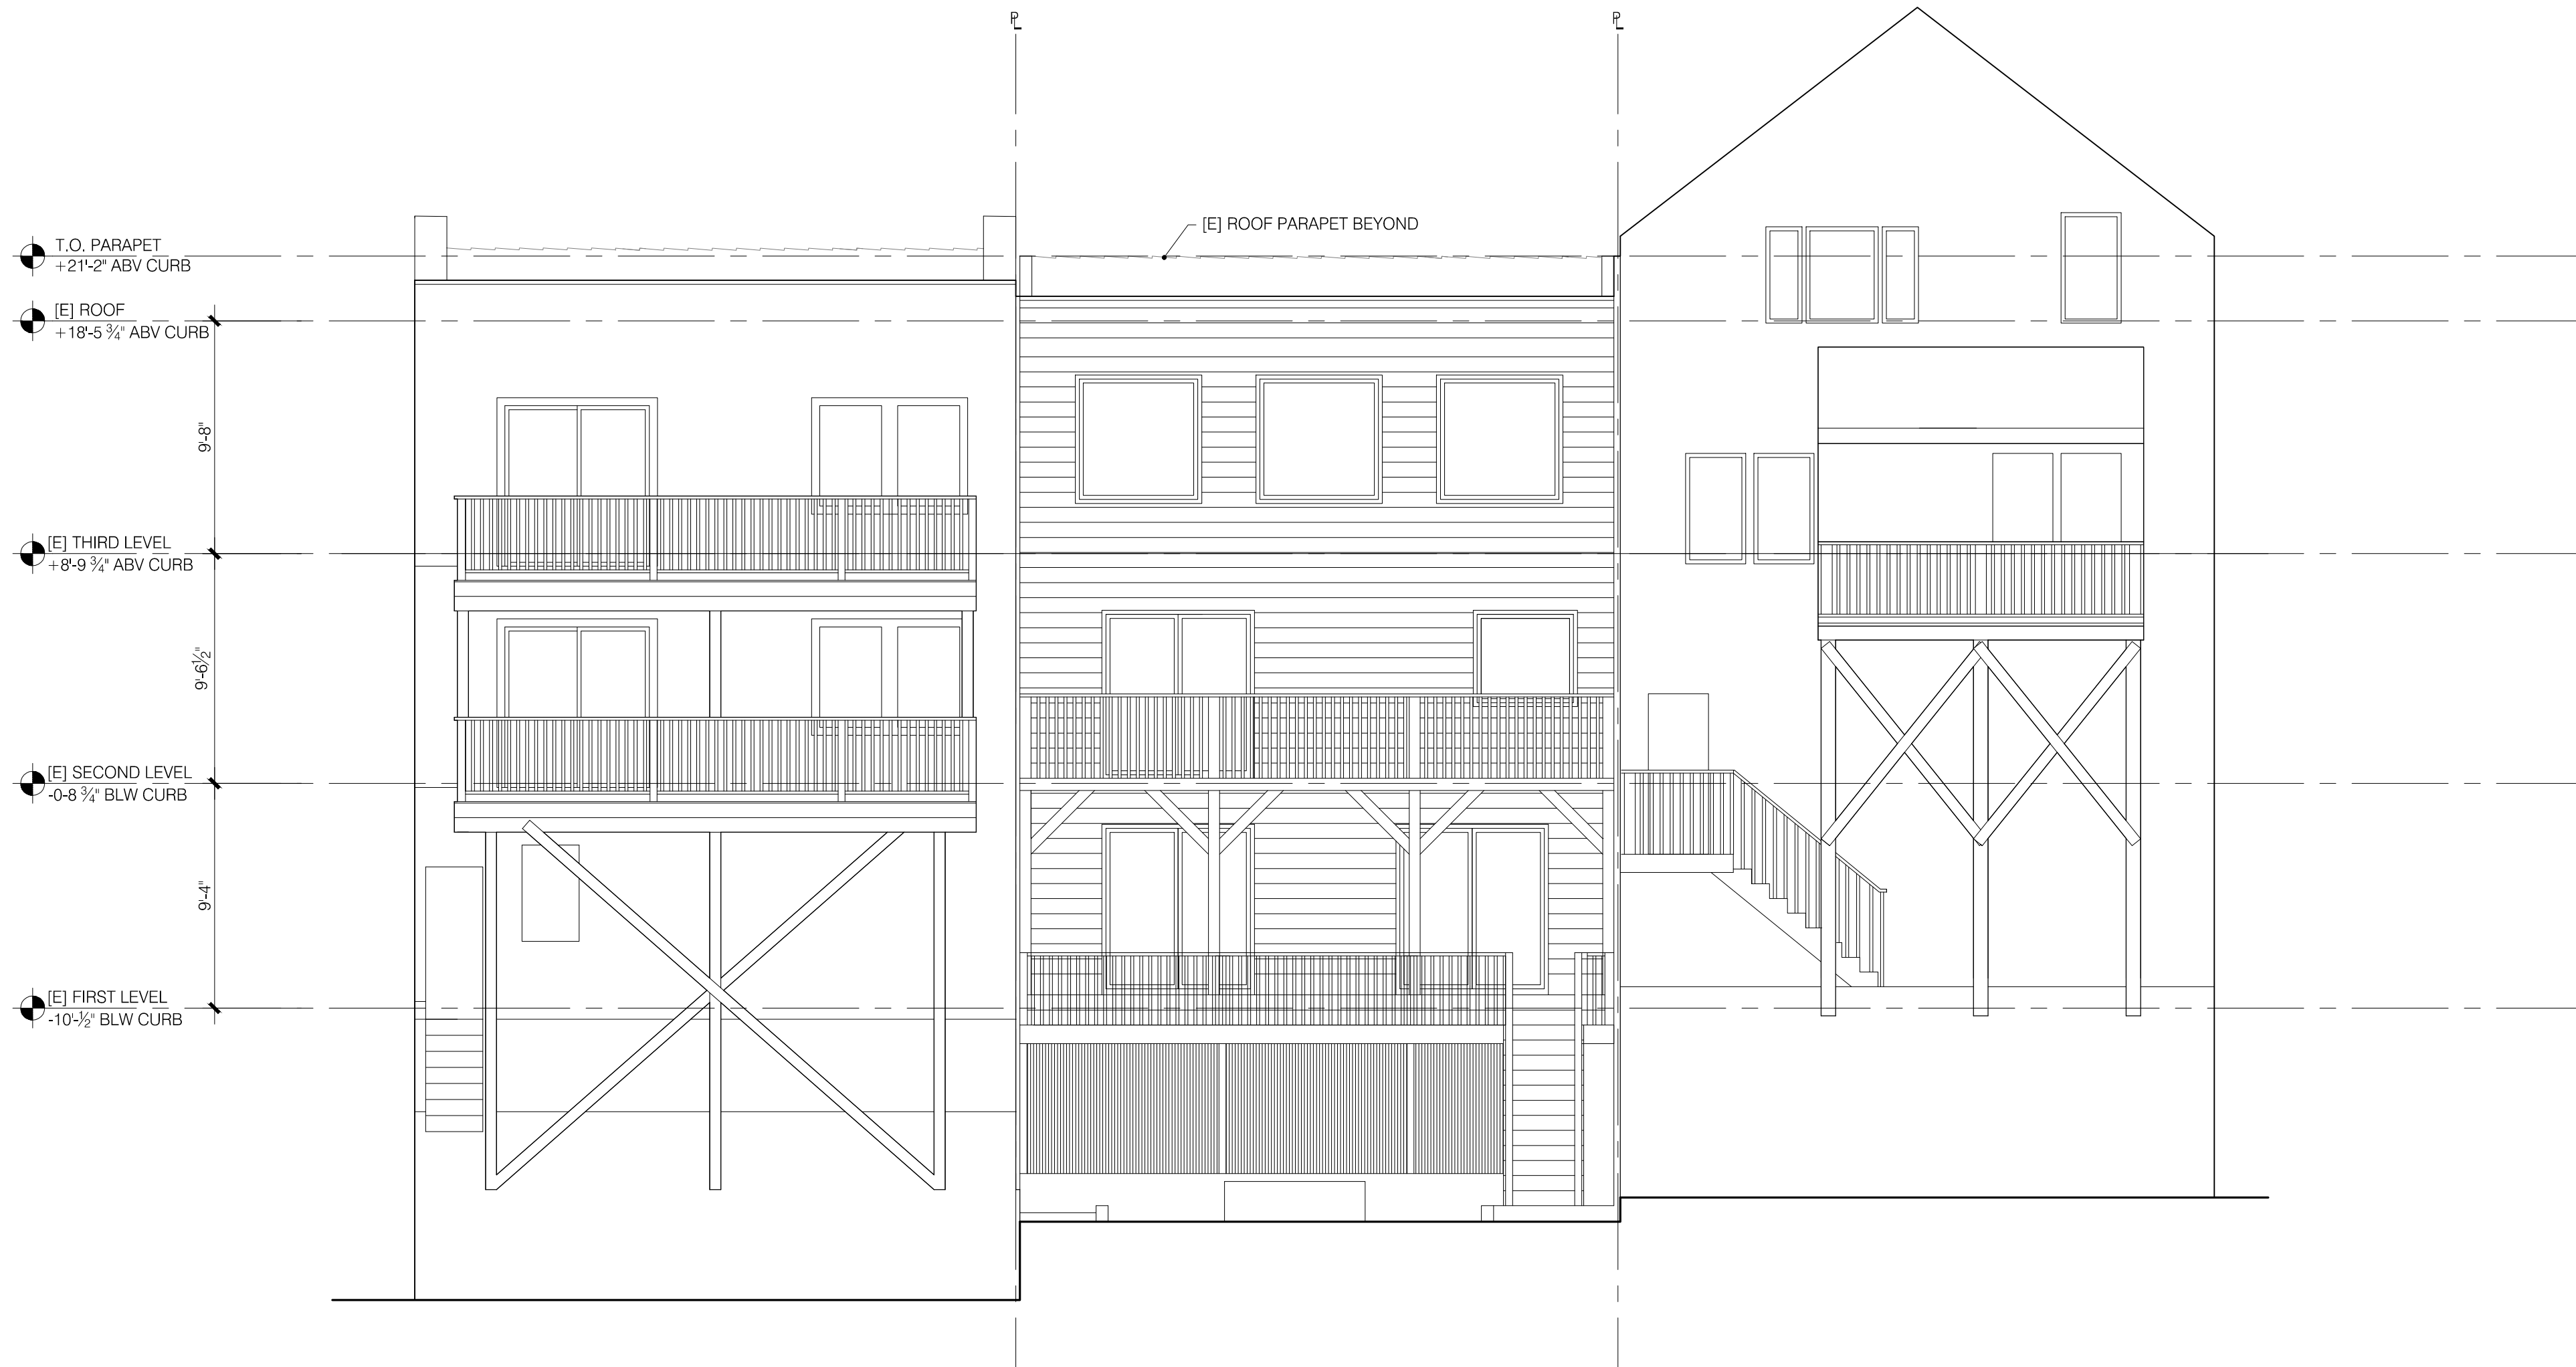 PL
PL
[E] ROOF PARAPET BEYOND
T.O. PARAPET
+21'-2" ABV CURB
[E] ROOF
+18'-5 ¾" ABV CURB
9'-8"
[E] THIRD LEVEL
+8'-9 ¾" ABV CURB
9'-6½"
[E] SECOND LEVEL
-0-8 ¾" BLW CURB
9'-4"
[E] FIRST LEVEL
-10'-½" BLW CURB